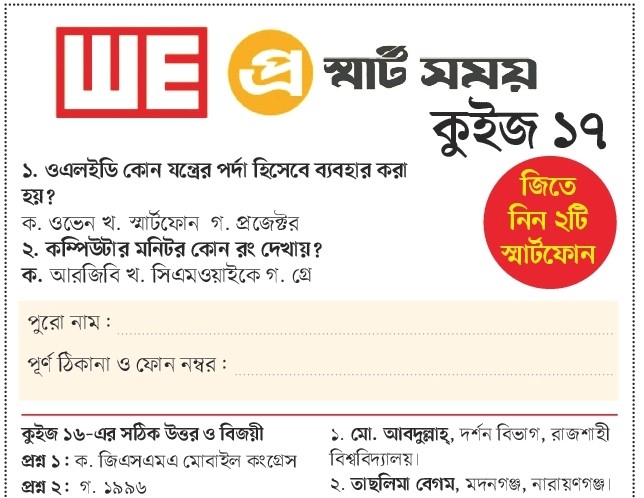 WE প্র স্মার্ট সময়
কুইজ ১৭
১. ওএলইডি কোন যন্ত্রের পর্দা হিসেবে ব্যবহার করা
হয়?
ক. ওভেন খ. স্মার্টফোন গ. প্রজেক্টর
২. কম্পিউটার মনিটর কোন রং দেখায়?
ক. আরজিবি খ. সিএমওয়াইকে গ. গ্রে
জিতে
নিন ২টি
স্মার্টফোন
পুরো নাম :
পূর্ণ ঠিকানা ও ফোন নম্বর :
কুইজ ১৬-এর সঠিক উত্তর ও বিজয়ী
প্রশ্ন ১ : ক. জিএসএমএ মোবাইল কংগ্রেস
প্রশ্ন ২ : গ. ১৯৯৬
১. মো. আবদুল্লাহ্, দর্শন বিভাগ, রাজশাহী
বিশ্ববিদ্যালয়।
২. তাছলিমা বেগম, মদনগঞ্জ, নারায়ণগঞ্জ।